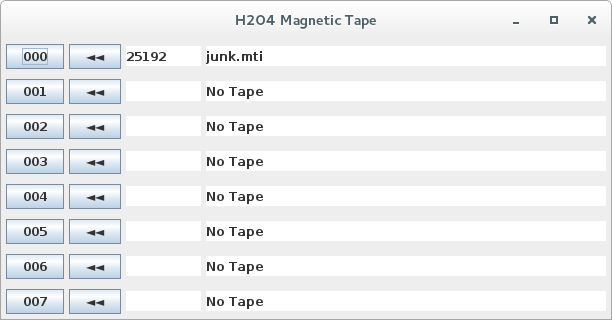 H2O4 Magnetic Tape
000 ◄◄ 25192 junk.mti
001 ◄◄ No Tape
002 ◄◄ No Tape
003 ◄◄ No Tape
004 ◄◄ No Tape
005 ◄◄ No Tape
006 ◄◄ No Tape
007 ◄◄ No Tape